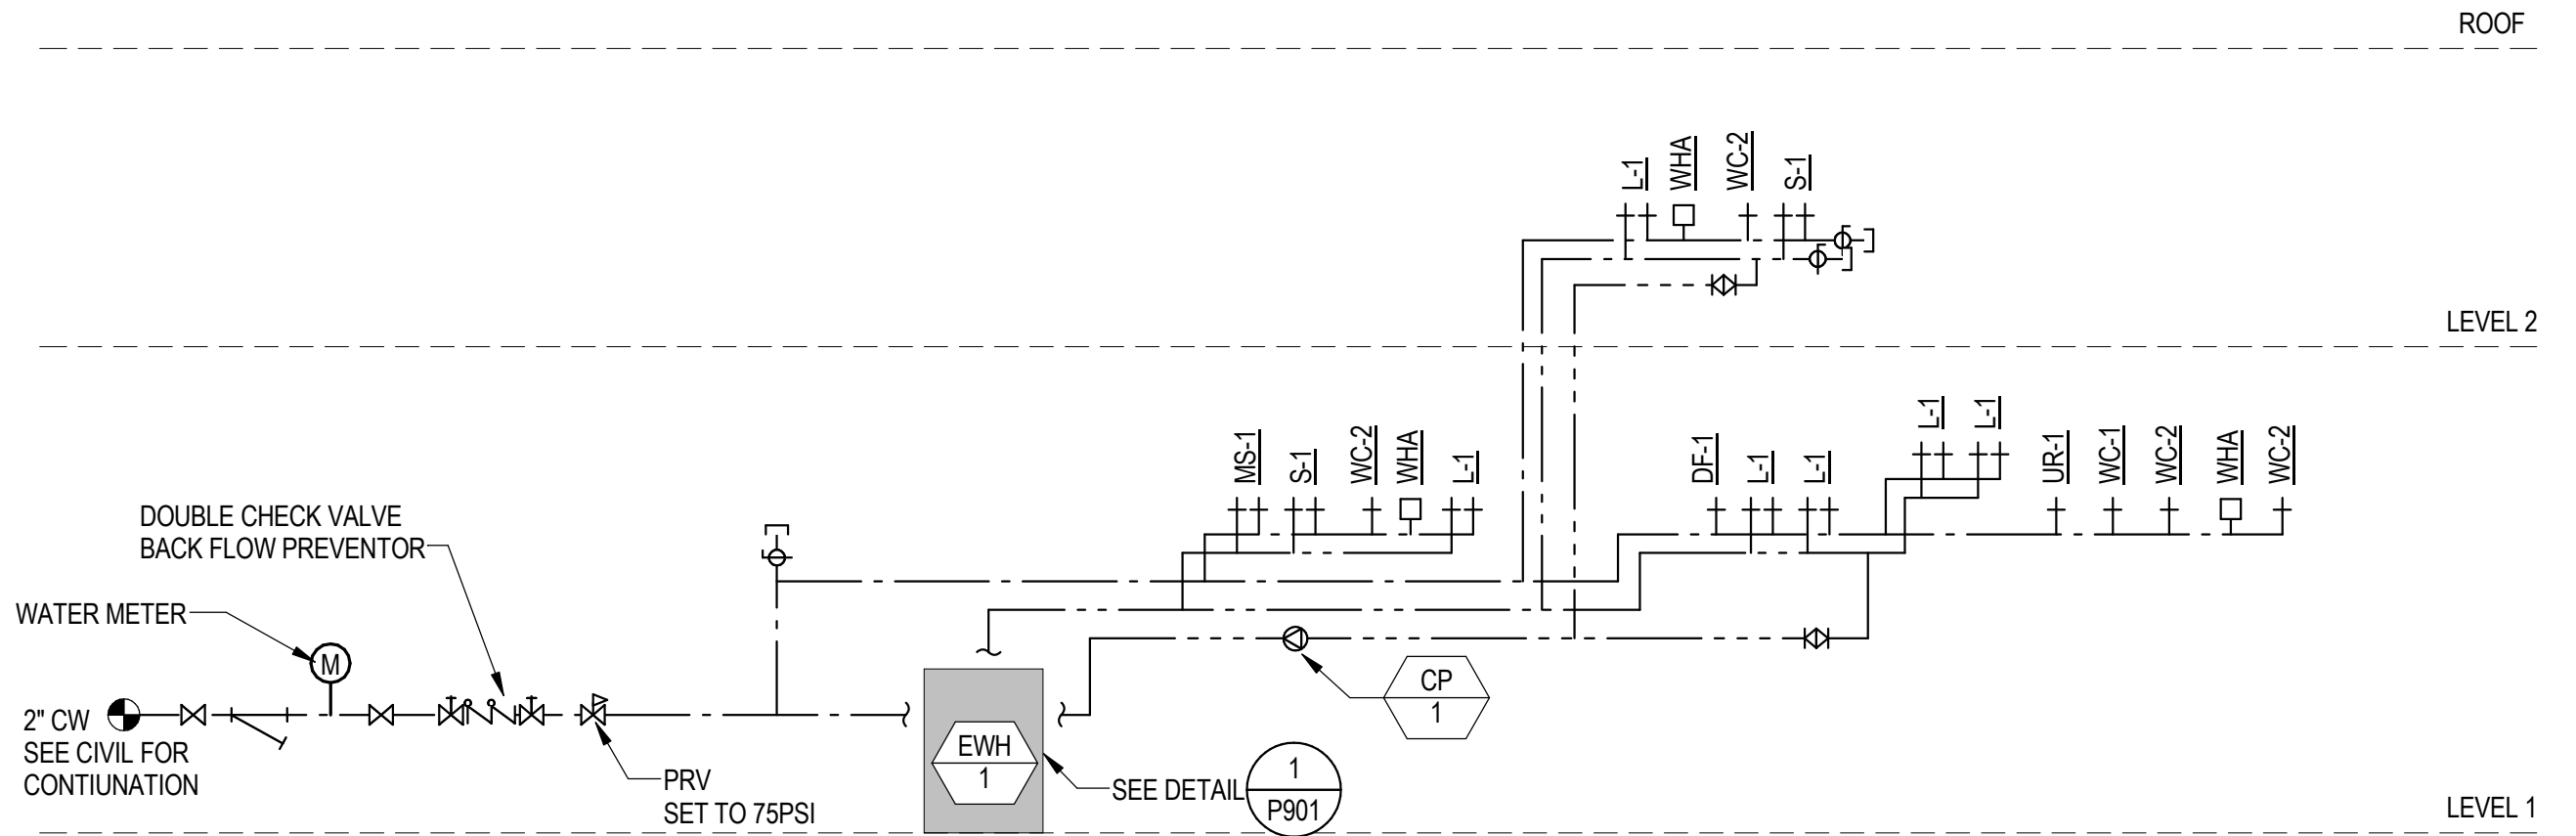 ROOF
L-1
WHA
WC-2
S-1
LEVEL 2
MS-1
S-1
WC-2
WHA
L-1
DF-1
L-1
L-1
L-1
L-1
UR-1
WC-1
WC-2
WHA
WC-2
DOUBLE CHECK VALVE
BACK FLOW PREVENTOR
WATER METER
M
2" CW
SEE CIVIL FOR
CONTIUNATION
PRV
SET TO 75PSI
EWH
1
SEE DETAIL
1
P901
CP
1
LEVEL 1